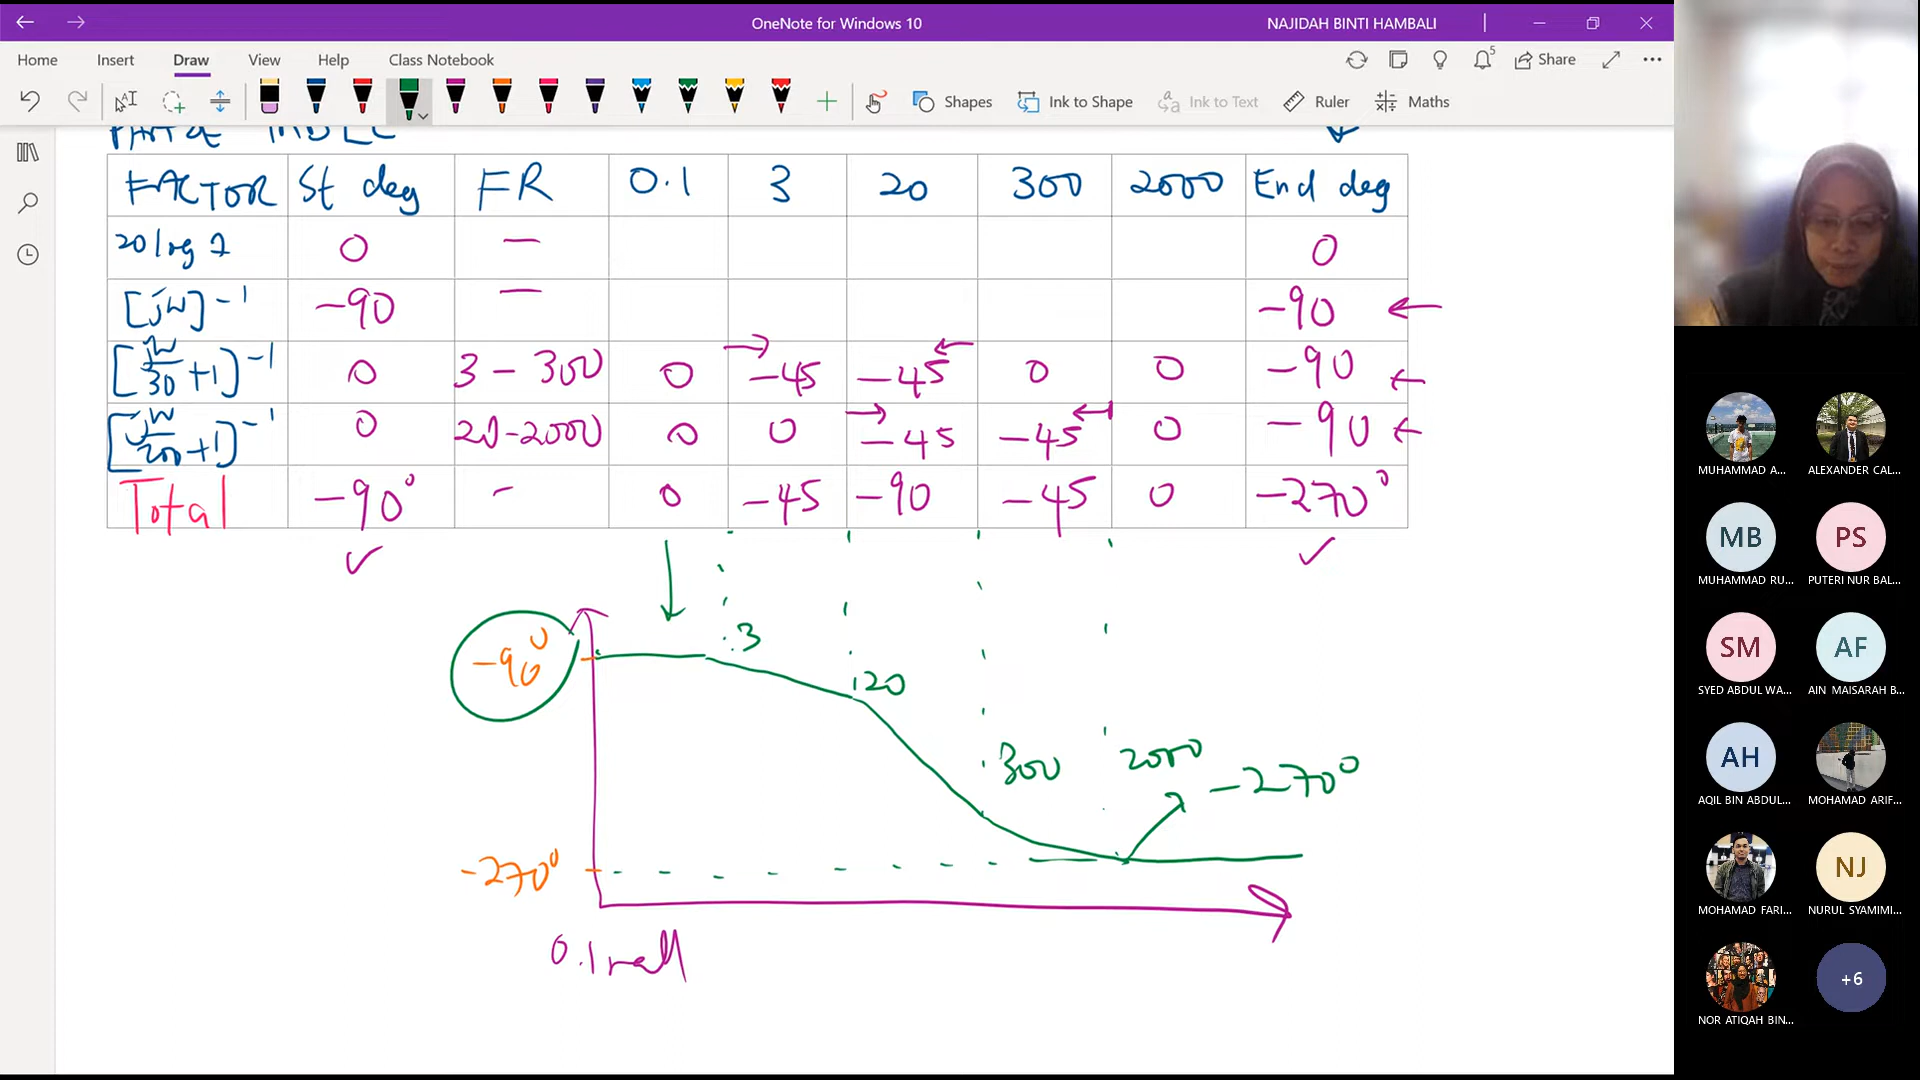 OneNote for Windows 10
NAJIDAH BINTI HAMBALI
Home Insert Draw View Help Class Notebook
5
Share
Shapes Ink to Shape Ink to Text Ruler Maths
FACTOR St deg FR 0.1 3 20 300 2000 End deg
20 log 2 0 — 0
[jw]-1 -90 — -90 ←
[jw/30 +1]-1 0 3 - 300 0 → -45 -45 ← 0 0 -90 ←
[jw/200 +1]-1 0 20-2000 0 0 → -45 -45 ← 0 -90 ←
Total -90° - 0 -45 -90 -45 0 -270°
✓ ✓
3
-90°
20
300
2000
-270°
-270°
0.1 rad/
MUHAMMAD A...
ALEXANDER CAL...
MB
PS
MUHAMMAD RU...
PUTERI NUR BAL...
SM
AF
SYED ABDUL WA...
AIN MAISARAH B...
AH
AQIL BIN ABDUL...
MOHAMAD ARIF...
NJ
MOHAMAD FARI...
NURUL SYAMIMI...
+6
NOR ATIQAH BIN...